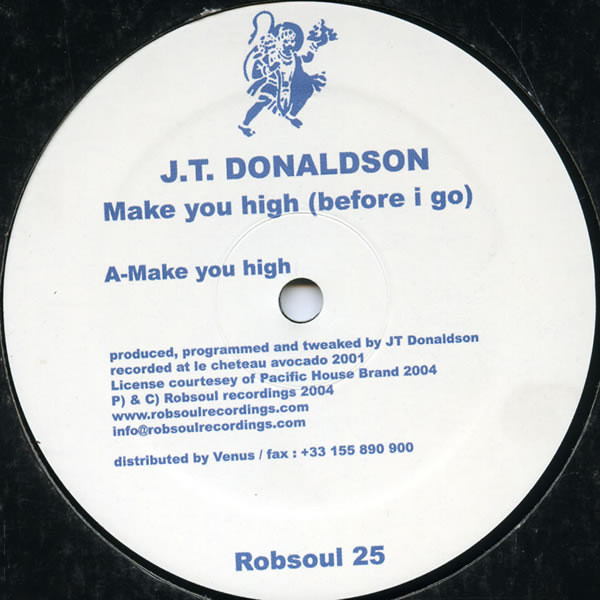 J.T. DONALDSON
Make you high (before i go)
A-Make you high
produced, programmed and tweaked by JT Donaldson
recorded at le cheteau avocado 2001
License courtesey of Pacific House Brand 2004
P) & C) Robsoul recordings 2004
www.robsoulrecordings.com
info@robsoulrecordings.com
distributed by Venus / fax : +33 155 890 900
Robsoul 25